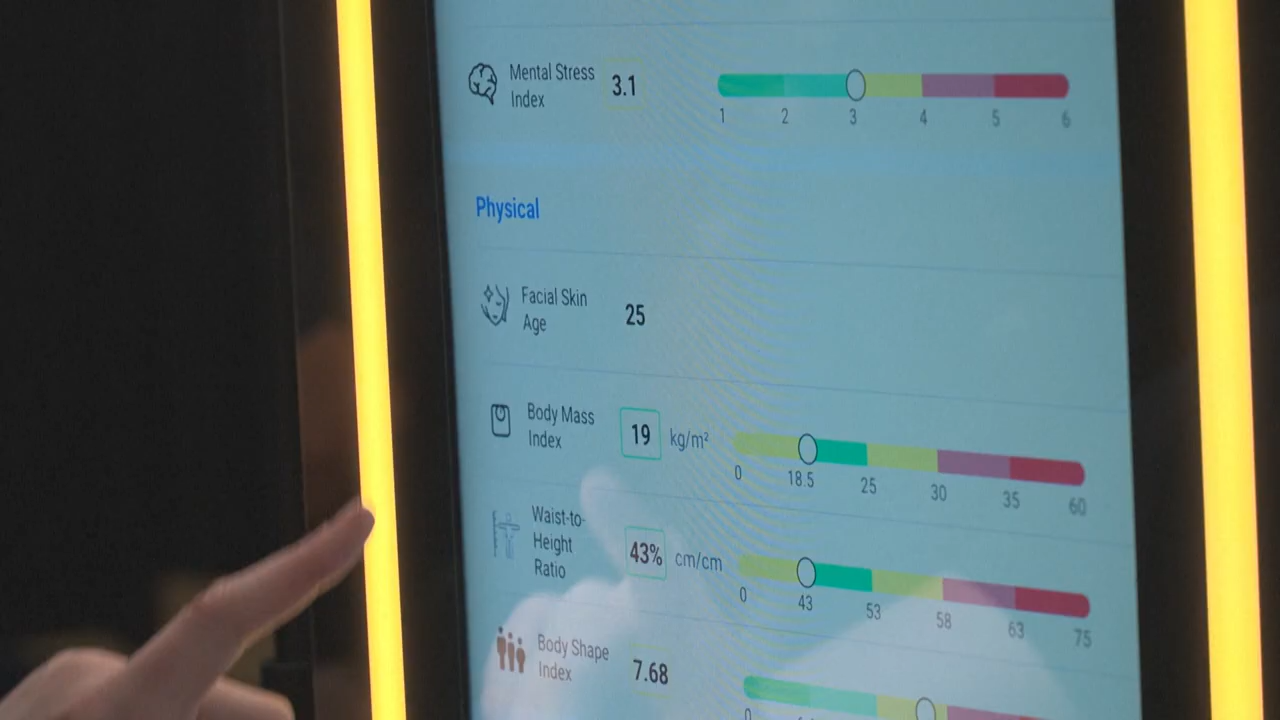 Mental Stress
Index
3.1
1 2 3 4 5 6
Physical
Facial Skin
Age
25
Body Mass
Index
19 kg/m²
0 18.5 25 30 35 60
Waist-to-
Height
Ratio
43% cm/cm
0 43 53 58 63 75
Body Shape
Index
7.68